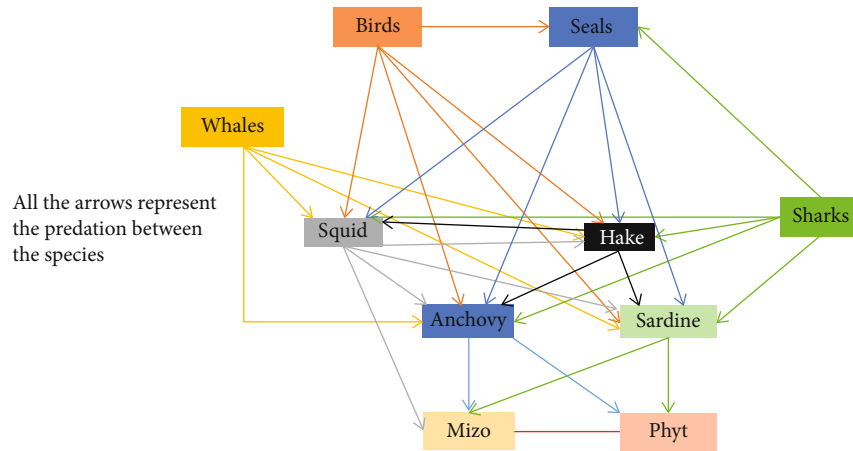 Birds
Seals
Whales
All the arrows represent
the predation between
the species
Sharks
Squid
Hake
Anchovy
Sardine
Mizo
Phyt